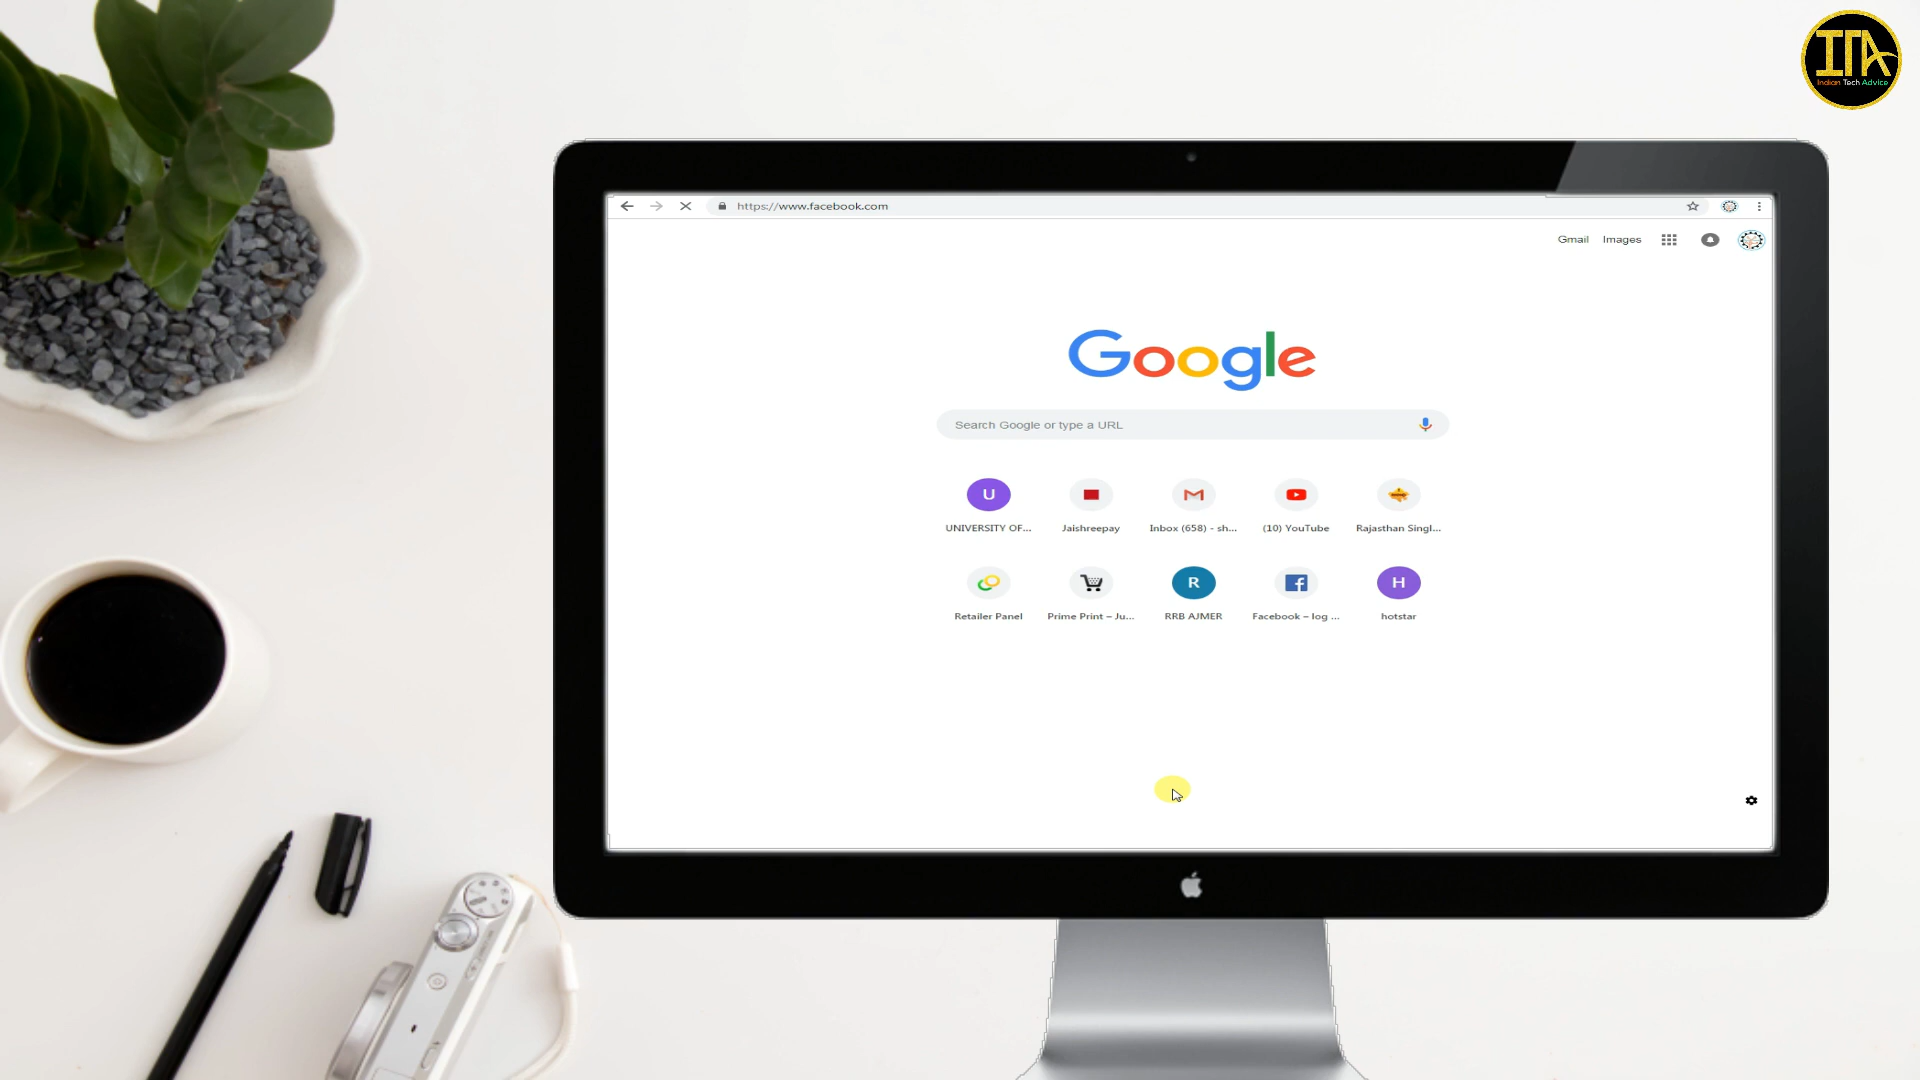 ITA
Indian Tech Advice
https://www.facebook.com
Gmail Images
Google
Search Google or type a URL
U
UNIVERSITY OF... Jaishreepay Inbox (658) - sh... (10) YouTube Rajasthan Singl...
R f H
Retailer Panel Prime Print – Ju... RRB AJMER Facebook – log ... hotstar